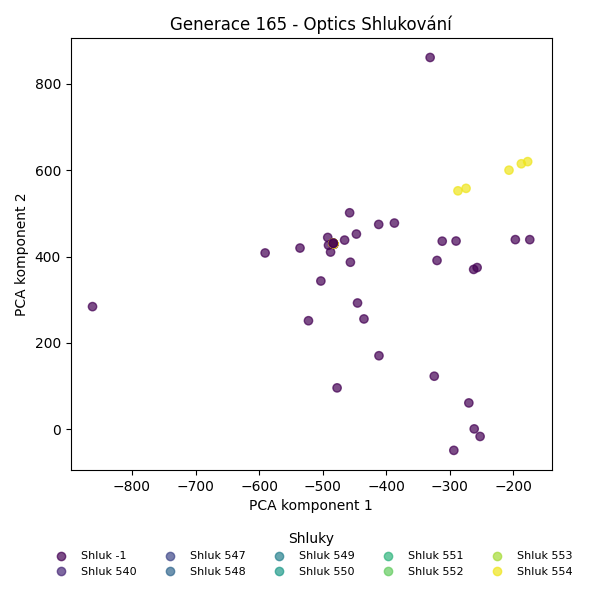 Generace 165 - Optics Shlukování
PCA komponent 2
800
600
400
200
0
−800 −700 −600 −500 −400 −300 −200
PCA komponent 1
Shluky
Shluk -1 Shluk 547 Shluk 549 Shluk 551 Shluk 553
Shluk 540 Shluk 548 Shluk 550 Shluk 552 Shluk 554